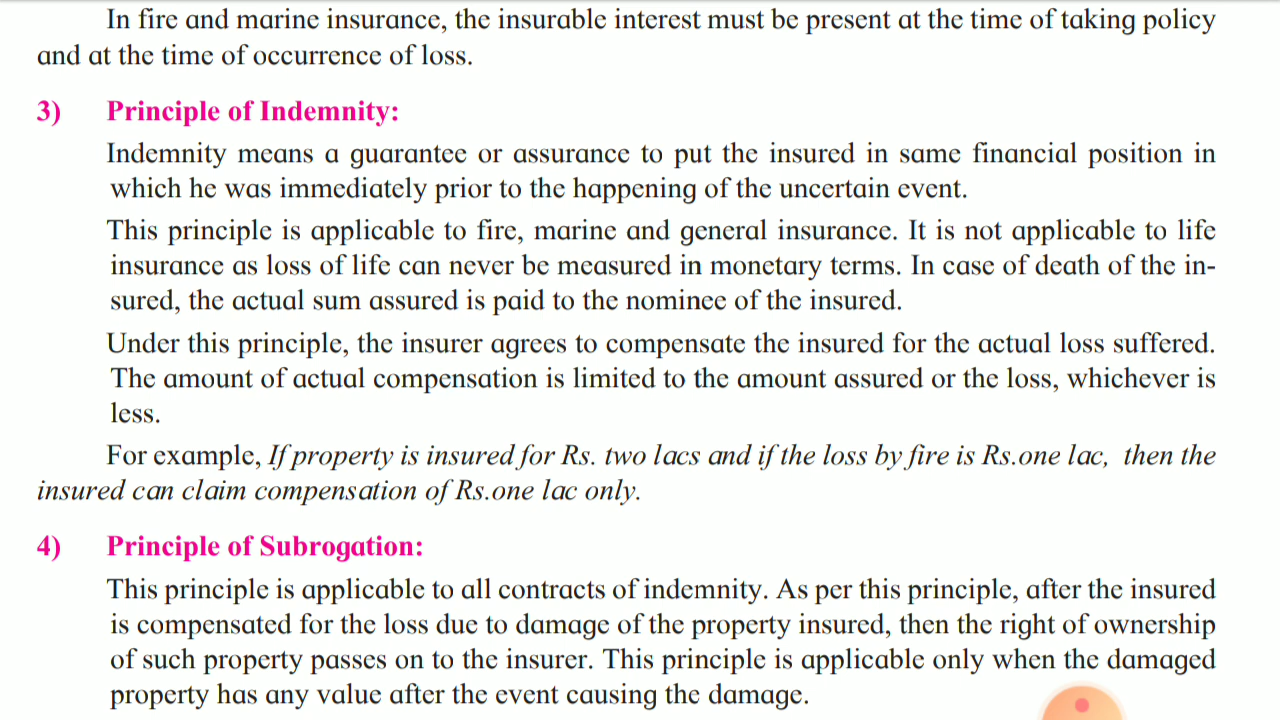 In fire and marine insurance, the insurable interest must be present at the time of taking policy
and at the time of occurrence of loss.
3) Principle of Indemnity:
Indemnity means a guarantee or assurance to put the insured in same financial position in
which he was immediately prior to the happening of the uncertain event.
This principle is applicable to fire, marine and general insurance. It is not applicable to life
insurance as loss of life can never be measured in monetary terms. In case of death of the in-
sured, the actual sum assured is paid to the nominee of the insured.
Under this principle, the insurer agrees to compensate the insured for the actual loss suffered.
The amount of actual compensation is limited to the amount assured or the loss, whichever is
less.
For example, If property is insured for Rs. two lacs and if the loss by fire is Rs.one lac, then the
insured can claim compensation of Rs.one lac only.
4) Principle of Subrogation:
This principle is applicable to all contracts of indemnity. As per this principle, after the insured
is compensated for the loss due to damage of the property insured, then the right of ownership
of such property passes on to the insurer. This principle is applicable only when the damaged
property has any value after the event causing the damage.